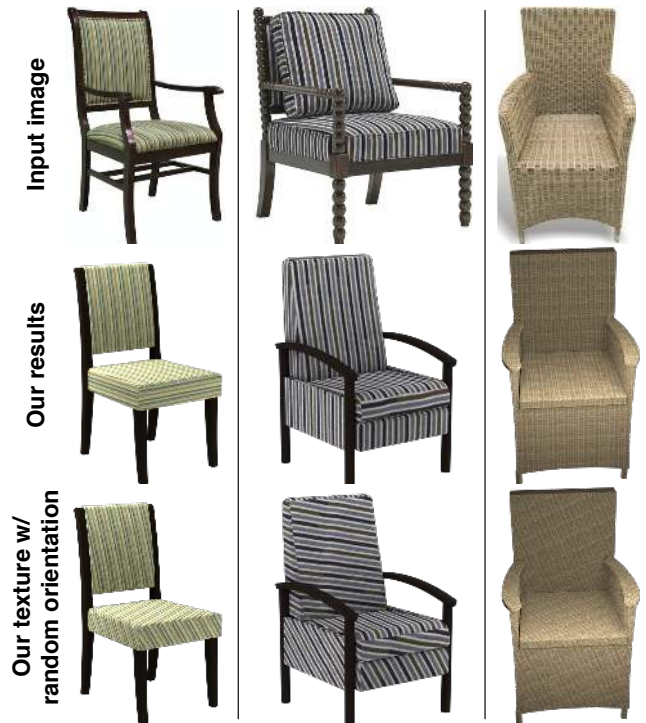 Input image
Our results
Our texture w/
random orientation